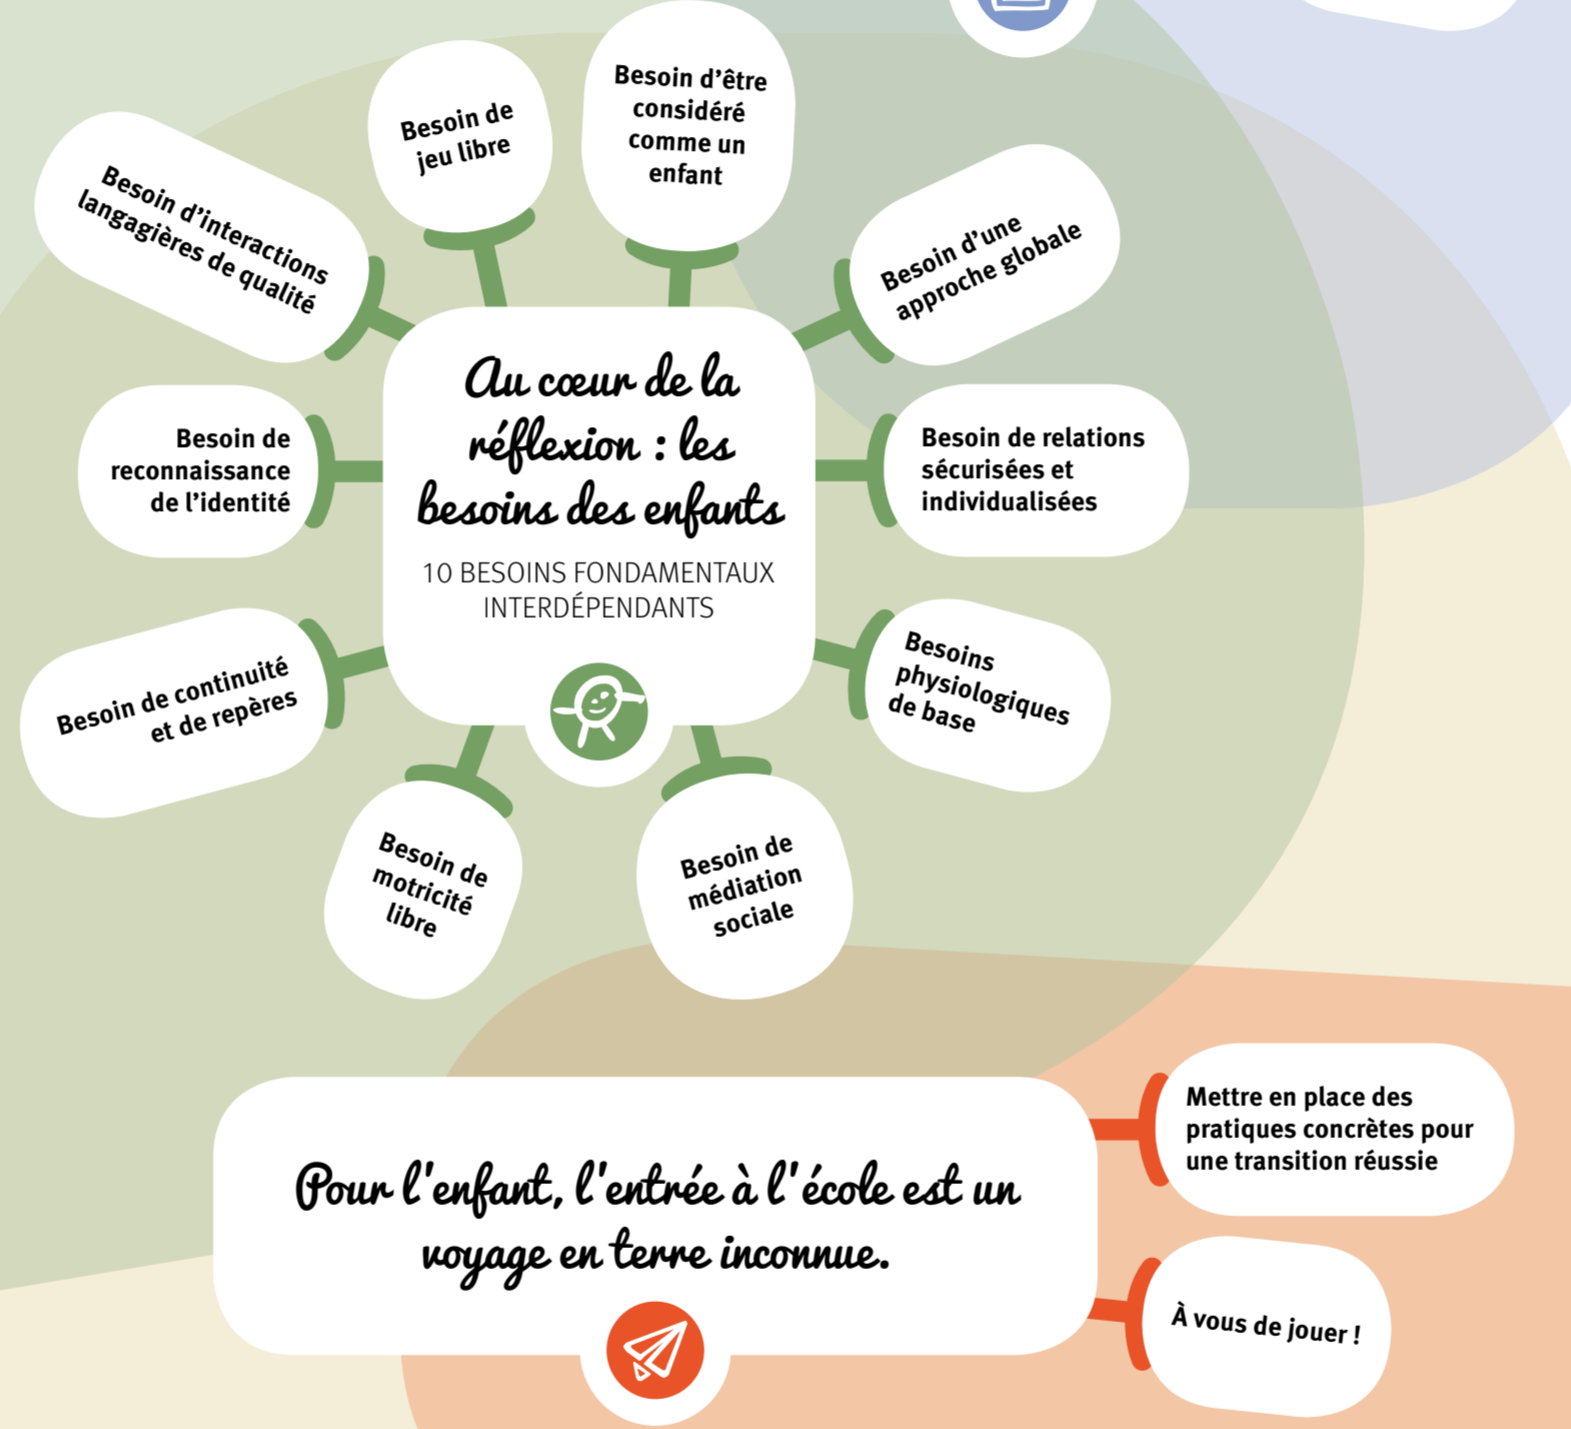 Besoin d'être
considéré
comme un
enfant
Besoin de
jeu libre
Besoin d'interactions
langagières de qualité
Besoin d'une
approche globale
Au cœur de la
réflexion : les
besoins des enfants
10 BESOINS FONDAMENTAUX
INTERDÉPENDANTS
Besoin de
reconnaissance
de l'identité
Besoin de relations
sécurisées et
individualisées
Besoin de continuité
et de repères
Besoins
physiologiques
de base
Besoin de
motricité
libre
Besoin de
médiation
sociale
Pour l'enfant, l'entrée à l'école est un
voyage en terre inconnue.
Mettre en place des
pratiques concrètes pour
une transition réussie
À vous de jouer !